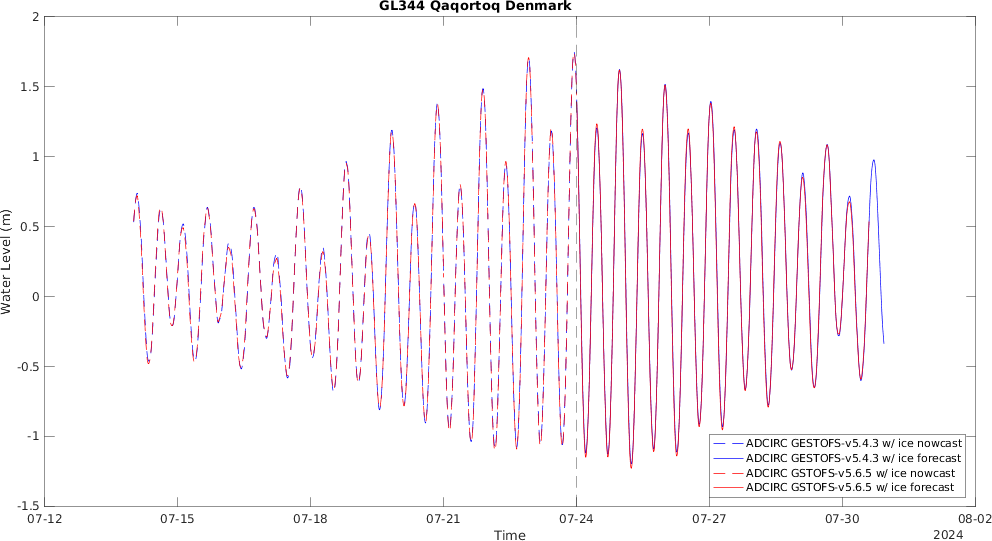 GL344 Qaqortoq Denmark
2
1.5
1
0.5
0
-0.5
-1
-1.5
Water Level (m)
07-12
07-15
07-18
07-21
07-24
07-27
07-30
08-02
Time
2024
ADCIRC GESTOFS-v5.4.3 w/ ice nowcast
ADCIRC GESTOFS-v5.4.3 w/ ice forecast
ADCIRC GSTOFS-v5.6.5 w/ ice nowcast
ADCIRC GSTOFS-v5.6.5 w/ ice forecast